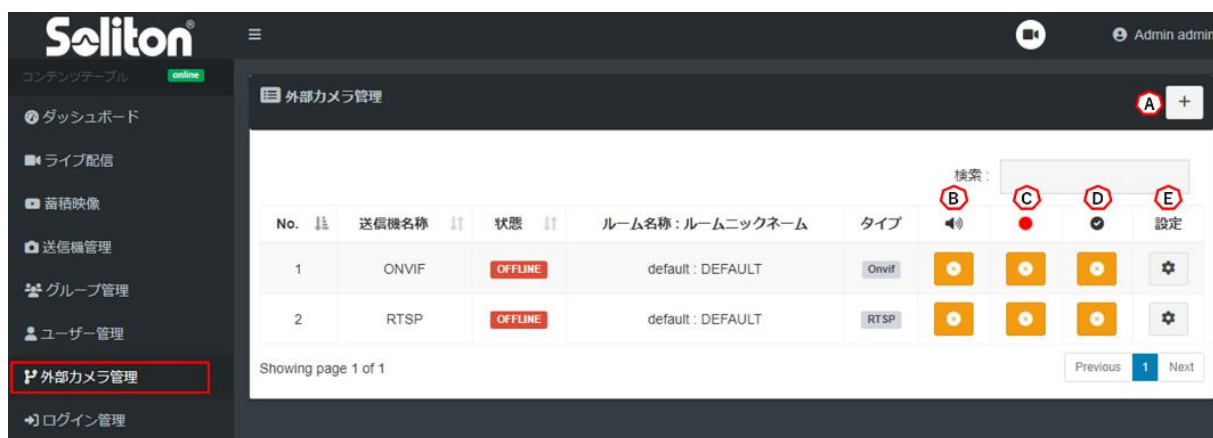 Soliton®
Admin admin
コンテンツテーブル online
ダッシュボード
ライブ配信
蓄積映像
送信機管理
グループ管理
ユーザー管理
外部カメラ管理
ログイン管理
外部カメラ管理
A +
検索 :
B C D E
No. 送信機名称 状態 ルーム名称 : ルームニックネーム タイプ 設定
1 ONVIF OFFLINE default : DEFAULT Onvif
2 RTSP OFFLINE default : DEFAULT RTSP
Showing page 1 of 1
Previous 1 Next